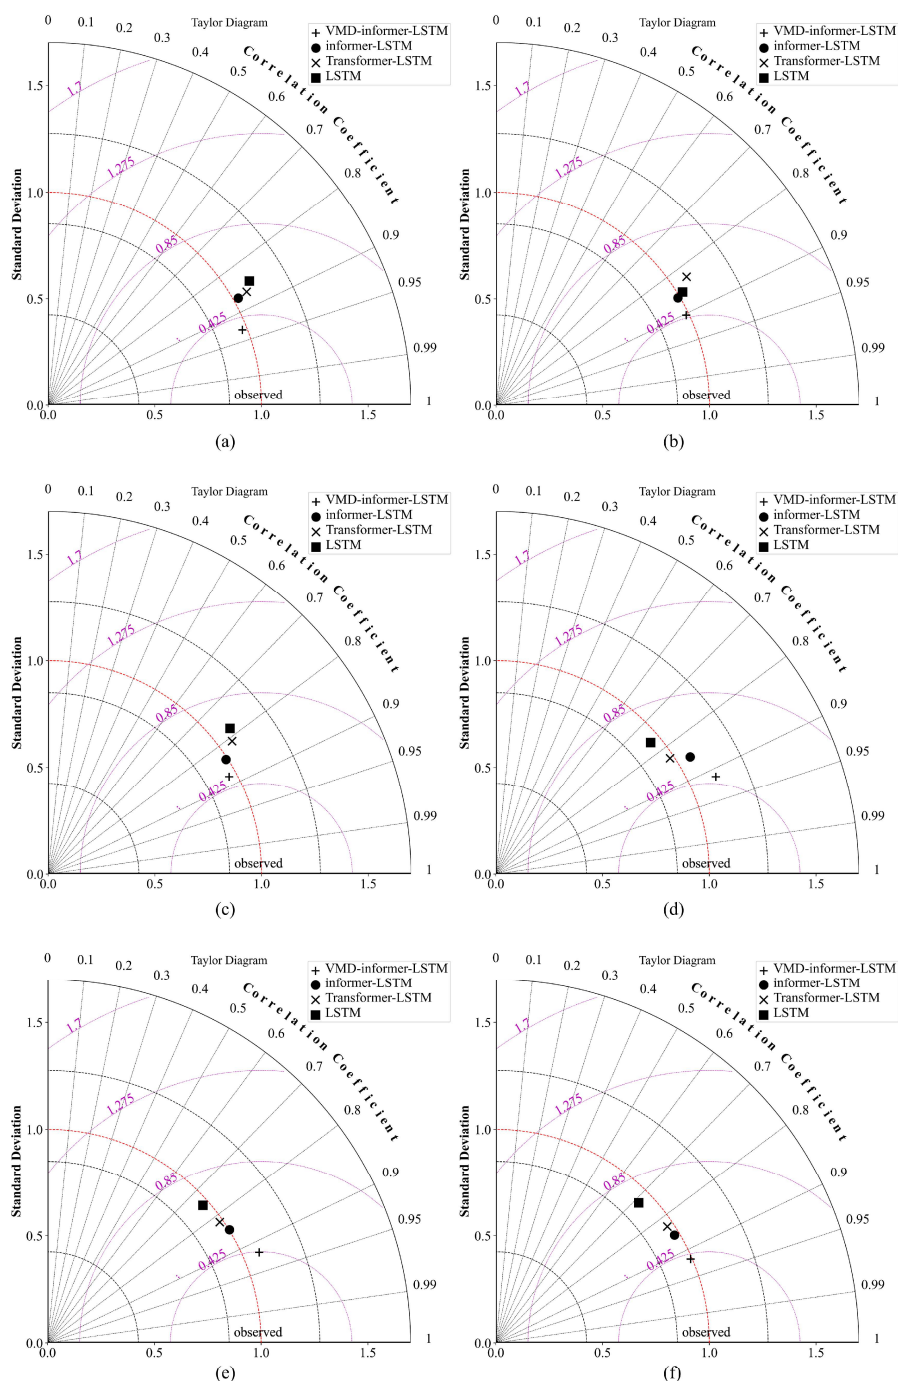 Taylor Diagram
VMD-informer-LSTM
informer-LSTM
Transformer-LSTM
LSTM
0 0.1 0.2 0.3 0.4 0.5 0.6 0.7 0.8 0.9 0.95 0.99 1
Correlation Coefficient
Standard Deviation
1.5
1.0
0.5
0.0
1.7
1.275
0.85
0.425
observed
0.0 0.5 1.0 1.5
(a)
Taylor Diagram
VMD-informer-LSTM
informer-LSTM
Transformer-LSTM
LSTM
0 0.1 0.2 0.3 0.4 0.5 0.6 0.7 0.8 0.9 0.95 0.99 1
Correlation Coefficient
Standard Deviation
1.5
1.0
0.5
0.0
1.7
1.275
0.85
0.425
observed
0.0 0.5 1.0 1.5
(b)
Taylor Diagram
VMD-informer-LSTM
informer-LSTM
Transformer-LSTM
LSTM
0 0.1 0.2 0.3 0.4 0.5 0.6 0.7 0.8 0.9 0.95 0.99 1
Correlation Coefficient
Standard Deviation
1.5
1.0
0.5
0.0
1.7
1.275
0.85
0.425
observed
0.0 0.5 1.0 1.5
(c)
Taylor Diagram
VMD-informer-LSTM
informer-LSTM
Transformer-LSTM
LSTM
0 0.1 0.2 0.3 0.4 0.5 0.6 0.7 0.8 0.9 0.95 0.99 1
Correlation Coefficient
Standard Deviation
1.5
1.0
0.5
0.0
1.7
1.275
0.85
0.425
observed
0.0 0.5 1.0 1.5
(d)
Taylor Diagram
VMD-informer-LSTM
informer-LSTM
Transformer-LSTM
LSTM
0 0.1 0.2 0.3 0.4 0.5 0.6 0.7 0.8 0.9 0.95 0.99 1
Correlation Coefficient
Standard Deviation
1.5
1.0
0.5
0.0
1.7
1.275
0.85
0.425
observed
0.0 0.5 1.0 1.5
(e)
Taylor Diagram
VMD-informer-LSTM
informer-LSTM
Transformer-LSTM
LSTM
0 0.1 0.2 0.3 0.4 0.5 0.6 0.7 0.8 0.9 0.95 0.99 1
Correlation Coefficient
Standard Deviation
1.5
1.0
0.5
0.0
1.7
1.275
0.85
0.425
observed
0.0 0.5 1.0 1.5
(f)